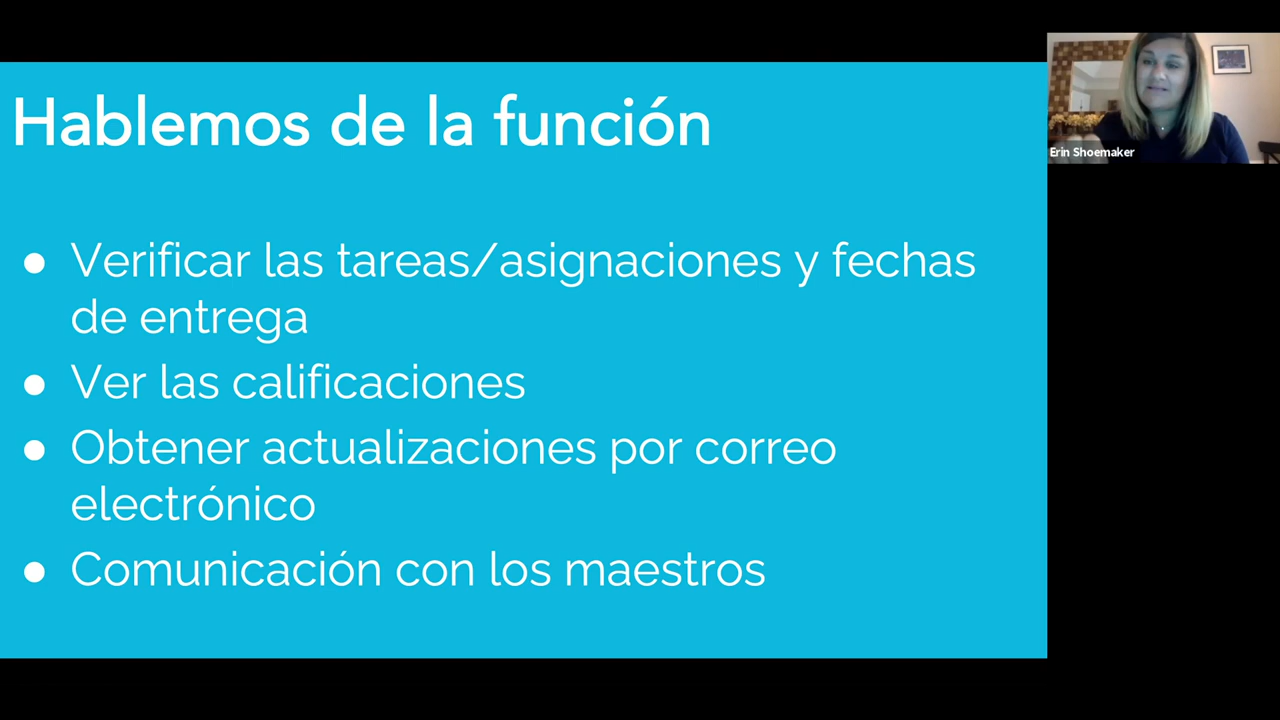 Hablemos de la función
● Verificar las tareas/asignaciones y fechas
de entrega
● Ver las calificaciones
● Obtener actualizaciones por correo
electrónico
● Comunicación con los maestros
Erin Shoemaker